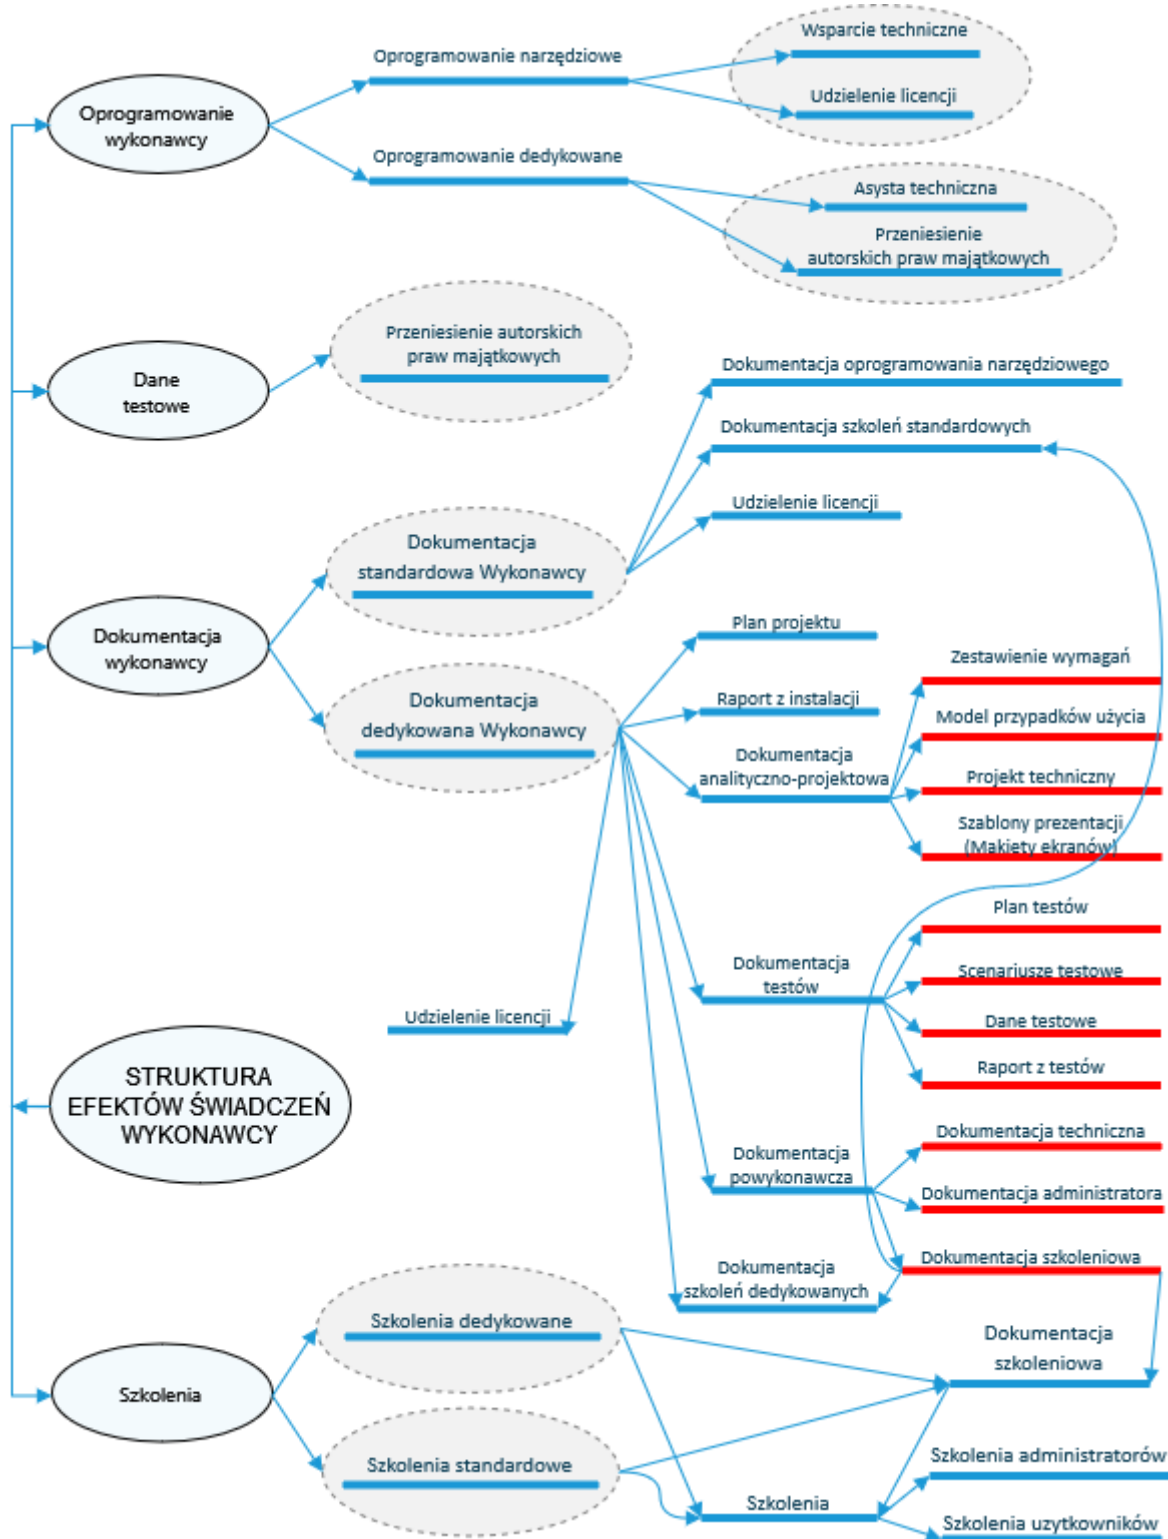 Wsparcie techniczne
Oprogramowanie narzędziowe
Udzielenie licencji
Oprogramowanie
wykonawcy
Oprogramowanie dedykowane
Asysta techniczna
Przeniesienie
autorskich praw majątkowych
Przeniesienie autorskich
praw majątkowych
Dane
testowe
Dokumentacja oprogramowania narzędziowego
Dokumentacja szkoleń standardowych
Udzielenie licencji
Dokumentacja
standardowa Wykonawcy
Dokumentacja
wykonawcy
Plan projektu
Dokumentacja
dedykowana Wykonawcy
Raport z instalacji
Dokumentacja
analityczno-projektowa
Zestawienie wymagań
Model przypadków użycia
Projekt techniczny
Szablony prezentacji
(Makiety ekranów)
Plan testów
Dokumentacja
testów
Scenariusze testowe
Dane testowe
Raport z testów
Udzielenie licencji
STRUKTURA
EFEKTÓW ŚWIADCZEŃ
WYKONAWCY
Dokumentacja
powykonawcza
Dokumentacja techniczna
Dokumentacja administratora
Dokumentacja szkoleniowa
Dokumentacja
szkoleń dedykowanych
Szkolenia dedykowane
Dokumentacja
szkoleniowa
Szkolenia
Szkolenia standardowe
Szkolenia administratorów
Szkolenia
Szkolenia uzytkowników